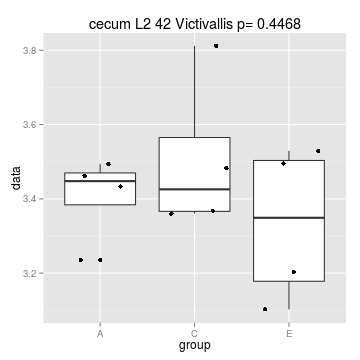 cecum L2 42 Victivallis p= 0.4468
3.8
3.6
3.4
3.2
data
A
C
E
group